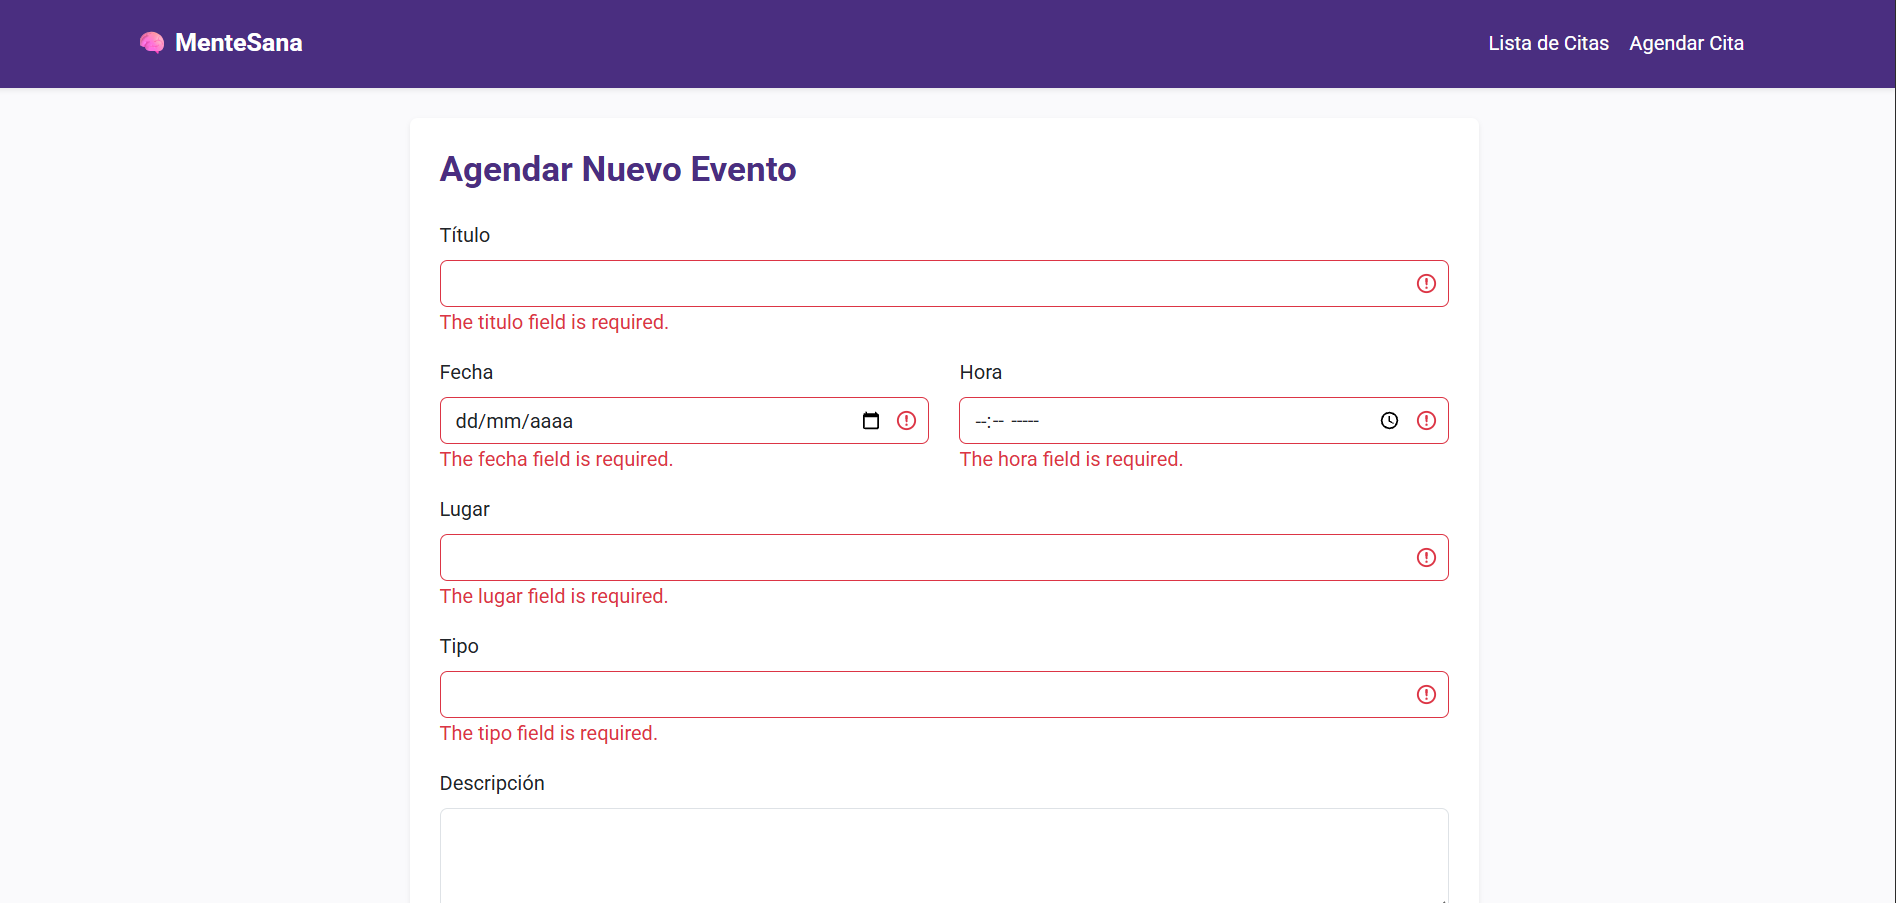 MenteSana
Lista de Citas Agendar Cita
Agendar Nuevo Evento
Título
The titulo field is required.
Fecha Hora
dd/mm/aaaa --:-- -----
The fecha field is required. The hora field is required.
Lugar
The lugar field is required.
Tipo
The tipo field is required.
Descripción